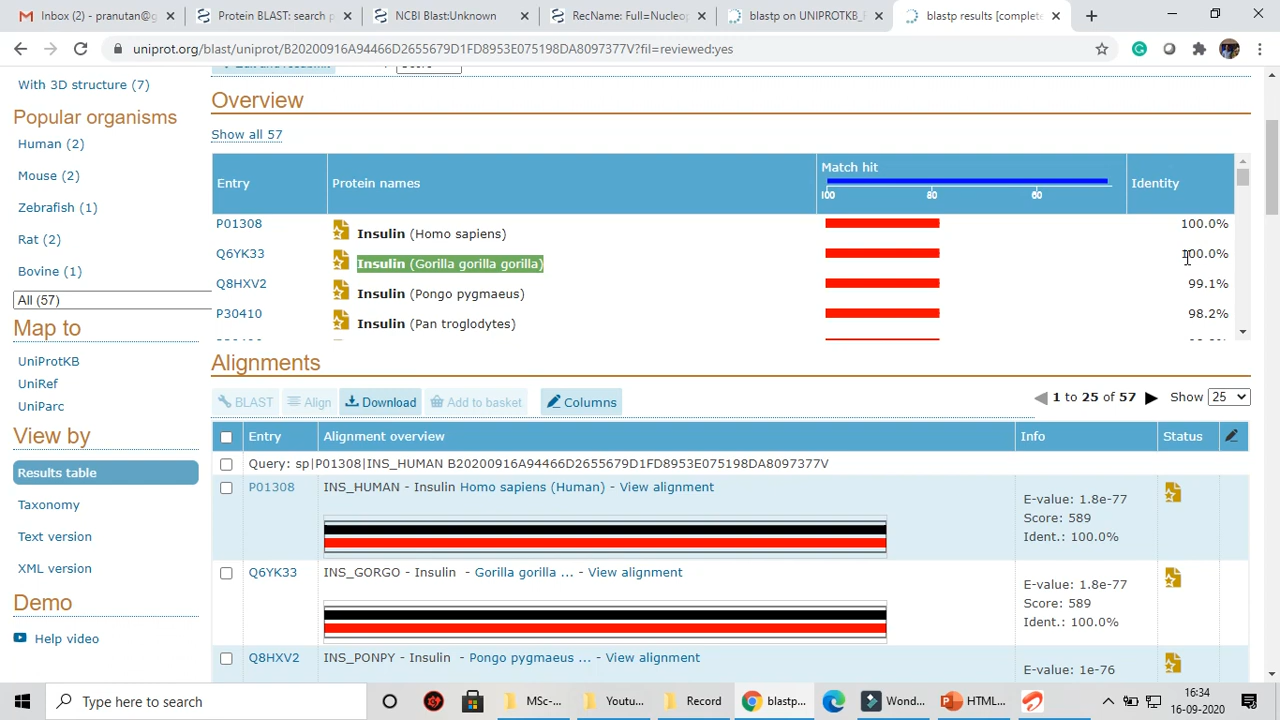 Inbox (2) - pranutan@g
Protein BLAST: search p
NCBI Blast:Unknown
RecName: Full=Nucleop
blastp on UNIPROTKB_
blastp results [complete
uniprot.org/blast/uniprot/B20200916A94466D2655679D1FD8953E075198DA8097377V?fil=reviewed:yes
With 3D structure (7)
Popular organisms
Human (2)
Mouse (2)
Zebrafish (1)
Rat (2)
Bovine (1)
All (57)
Map to
UniProtKB
UniRef
UniParc
View by
Results table
Taxonomy
Text version
XML version
Demo
Help video
Overview
Show all 57
Entry Protein names Match hit Identity
100 80 60
P01308 Insulin (Homo sapiens) 100.0%
Q6YK33 Insulin (Gorilla gorilla gorilla) 100.0%
Q8HXV2 Insulin (Pongo pygmaeus) 99.1%
P30410 Insulin (Pan troglodytes) 98.2%
Alignments
BLAST Align Download Add to basket Columns 1 to 25 of 57 Show 25
Entry Alignment overview Info Status
Query: sp|P01308|INS_HUMAN B20200916A94466D2655679D1FD8953E075198DA8097377V
P01308 INS_HUMAN - Insulin Homo sapiens (Human) - View alignment
E-value: 1.8e-77
Score: 589
Ident.: 100.0%
Q6YK33 INS_GORGO - Insulin - Gorilla gorilla ... - View alignment
E-value: 1.8e-77
Score: 589
Ident.: 100.0%
Q8HXV2 INS_PONPY - Insulin - Pongo pygmaeus ... - View alignment
E-value: 1e-76
Type here to search
MSc-...
Youtu...
Record
blastp...
Wond...
HTML...
16:34
16-09-2020